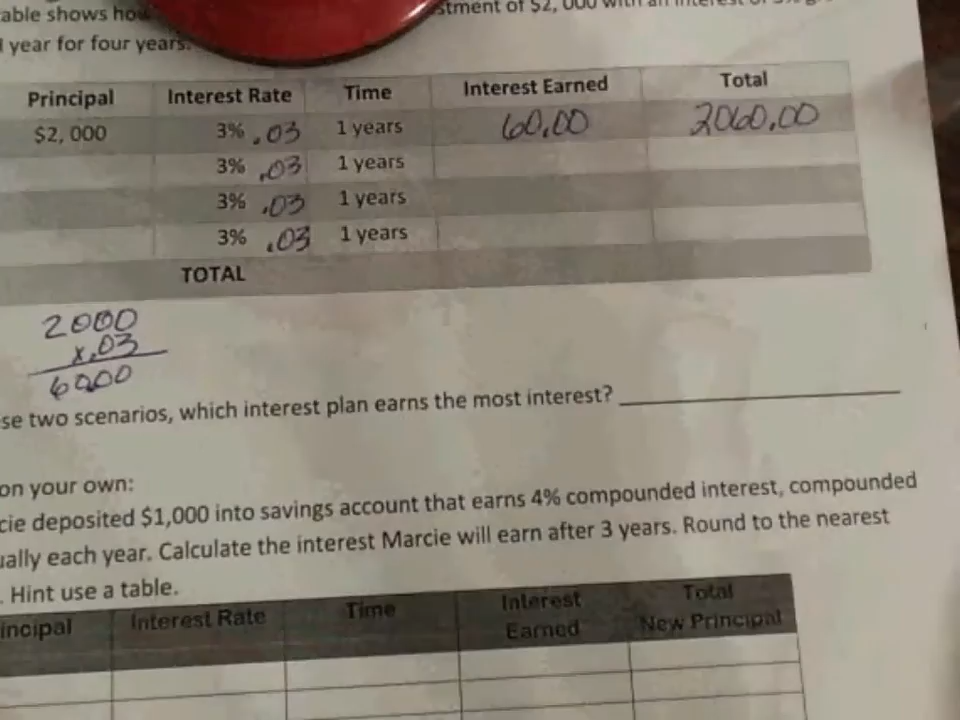 able shows how
stment of $2, 000 with an interest of 3%
year for four years.
Principal Interest Rate Time Interest Earned Total
$2, 000 3% .03 1 years 60.00 2060.00
3% .03 1 years
3% .03 1 years
3% .03 1 years
TOTAL
2000
x.03
6000
se two scenarios, which interest plan earns the most interest?
on your own:
cie deposited $1,000 into savings account that earns 4% compounded interest, compounded
ually each year. Calculate the interest Marcie will earn after 3 years. Round to the nearest
. Hint use a table.
incipal Interest Rate Time Interest Earned Total New Principal